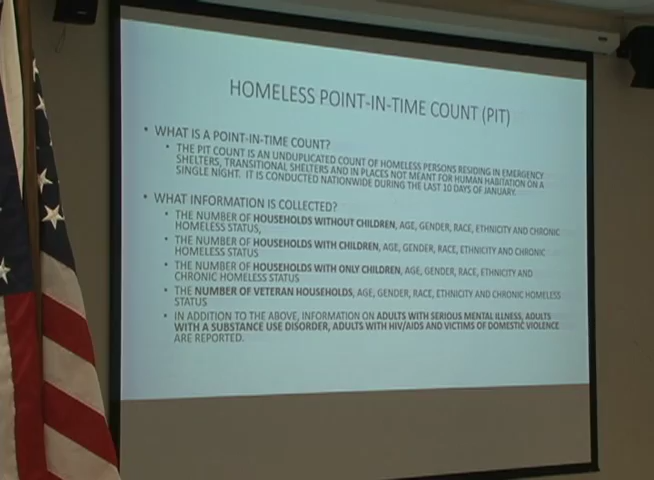 HOMELESS POINT-IN-TIME COUNT (PIT)
• WHAT IS A POINT-IN-TIME COUNT?
• THE PIT COUNT IS AN UNDUPLICATED COUNT OF HOMELESS PERSONS RESIDING IN EMERGENCY
SHELTERS, TRANSITIONAL SHELTERS AND IN PLACES NOT MEANT FOR HUMAN HABITATION ON A
SINGLE NIGHT. IT IS CONDUCTED NATIONWIDE DURING THE LAST 10 DAYS OF JANUARY.
• WHAT INFORMATION IS COLLECTED?
• THE NUMBER OF HOUSEHOLDS WITHOUT CHILDREN, AGE, GENDER, RACE, ETHNICITY AND CHRONIC
HOMELESS STATUS,
• THE NUMBER OF HOUSEHOLDS WITH CHILDREN, AGE, GENDER, RACE, ETHNICITY AND CHRONIC
HOMELESS STATUS
• THE NUMBER OF HOUSEHOLDS WITH ONLY CHILDREN, AGE, GENDER, RACE, ETHNICITY AND
CHRONIC HOMELESS STATUS
• THE NUMBER OF VETERAN HOUSEHOLDS, AGE, GENDER, RACE, ETHNICITY AND CHRONIC HOMELESS
STATUS
• IN ADDITION TO THE ABOVE, INFORMATION ON ADULTS WITH SERIOUS MENTAL ILLNESS, ADULTS
WITH A SUBSTANCE USE DISORDER, ADULTS WITH HIV/AIDS AND VICTIMS OF DOMESTIC VIOLENCE
ARE REPORTED.